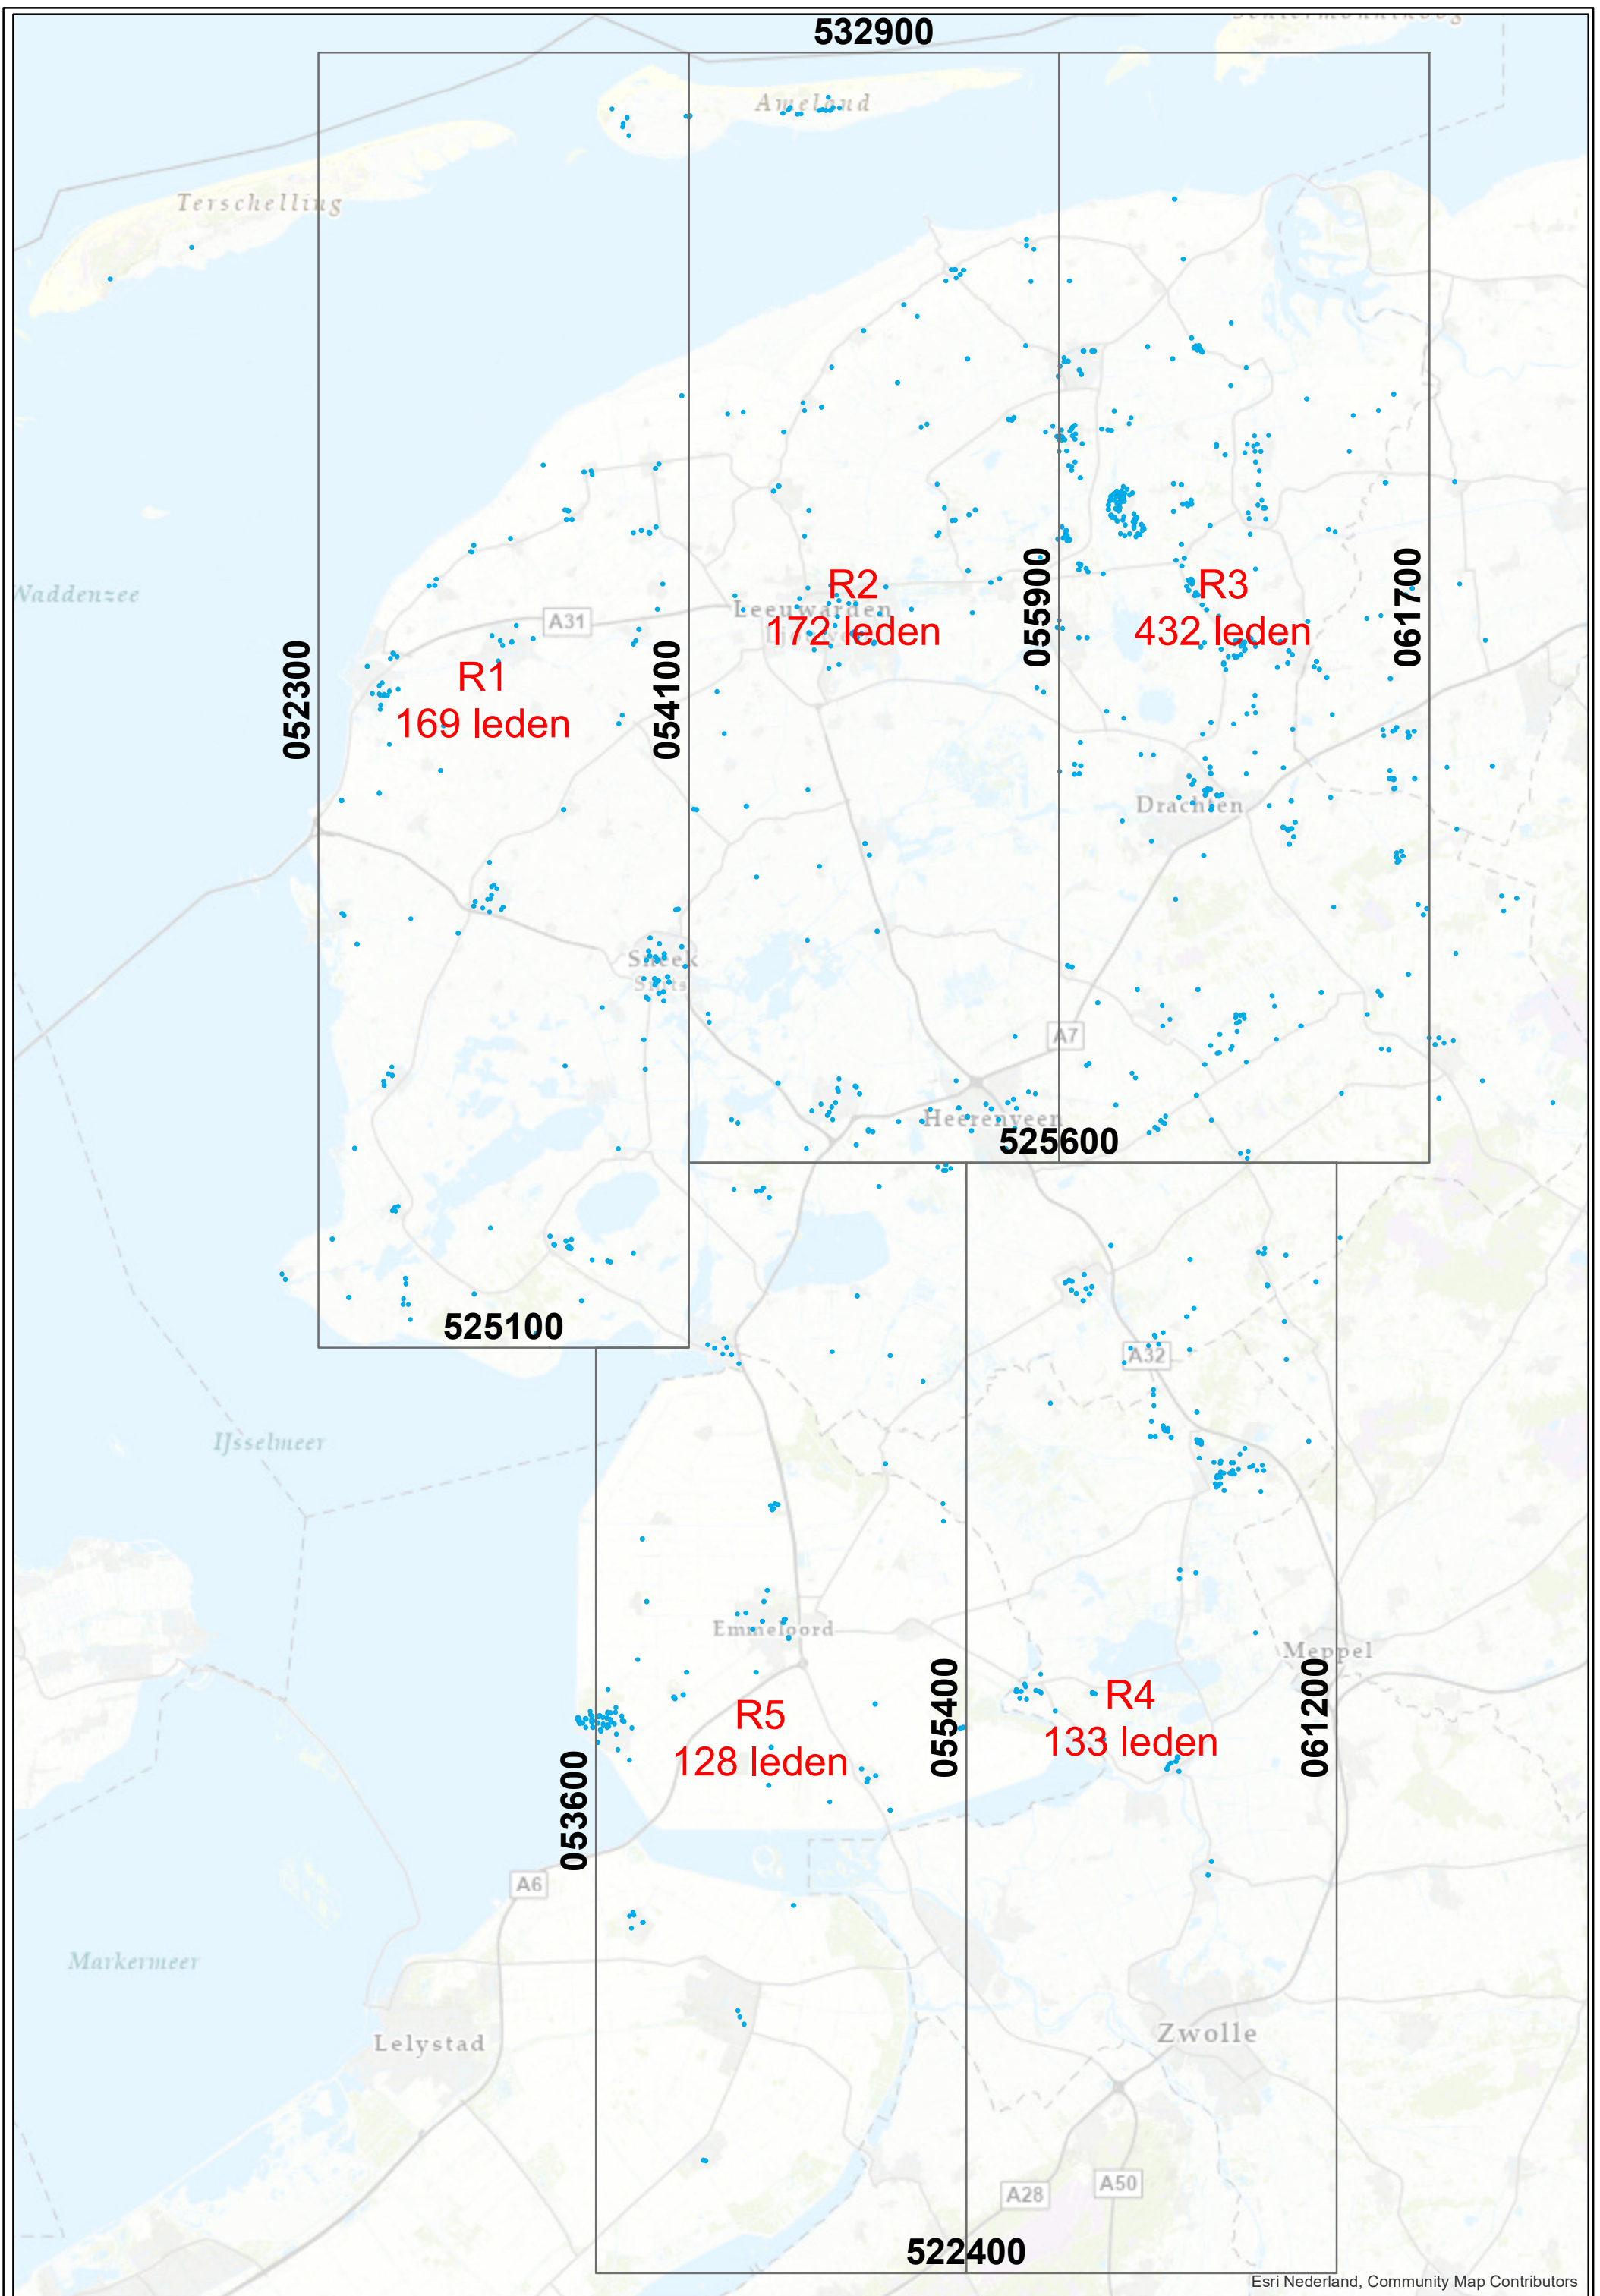 532900
Ameland
Terschelling
Waddenzee
055900
061700
R2
172 leden
R3
432 leden
Leeuwarden
A31
052300
054100
R1
169 leden
Drachten
Sneek
A7
Heerenveen
525600
525100
A32
IJsselmeer
Emmeloord
Meppel
055400
061200
R4
133 leden
R5
128 leden
053600
A6
Markermeer
Lelystad
Zwolle
A28
A50
522400
Esri Nederland, Community Map Contributors